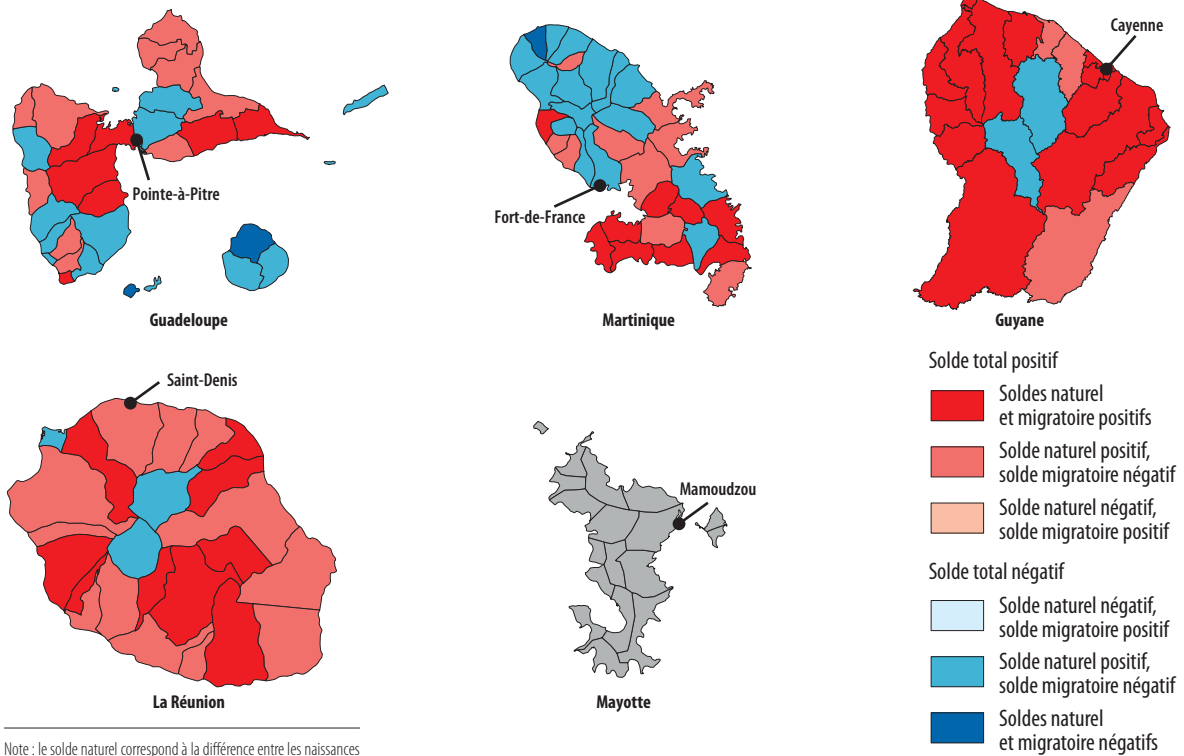 Cayenne
Pointe-à-Pitre
Fort-de-France
Guadeloupe
Martinique
Guyane
Saint-Denis
Mamoudzou
La Réunion
Mayotte
Solde total positif
Soldes naturel
et migratoire positifs
Solde naturel positif,
solde migratoire négatif
Solde naturel négatif,
solde migratoire positif
Solde total négatif
Solde naturel négatif,
solde migratoire positif
Solde naturel positif,
solde migratoire négatif
Soldes naturel
et migratoire négatifs
Note : le solde naturel correspond à la différence entre les naissances